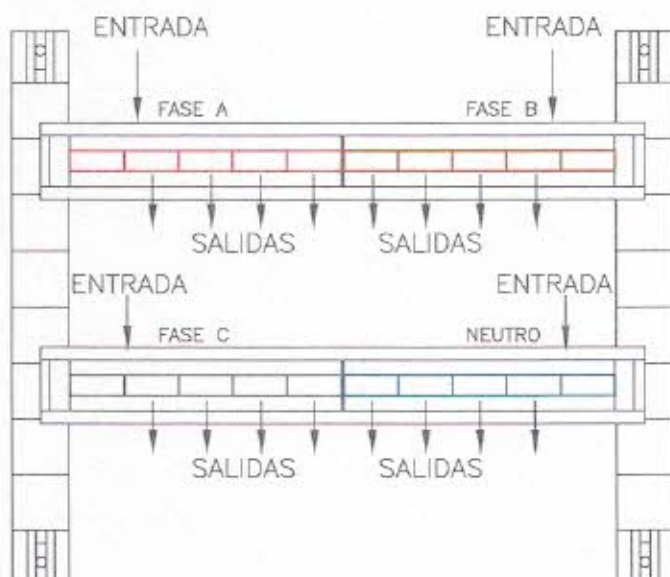 ENTRADA ENTRADA
FASE A FASE B
SALIDAS SALIDAS
ENTRADA ENTRADA
FASE C NEUTRO
SALIDAS SALIDAS